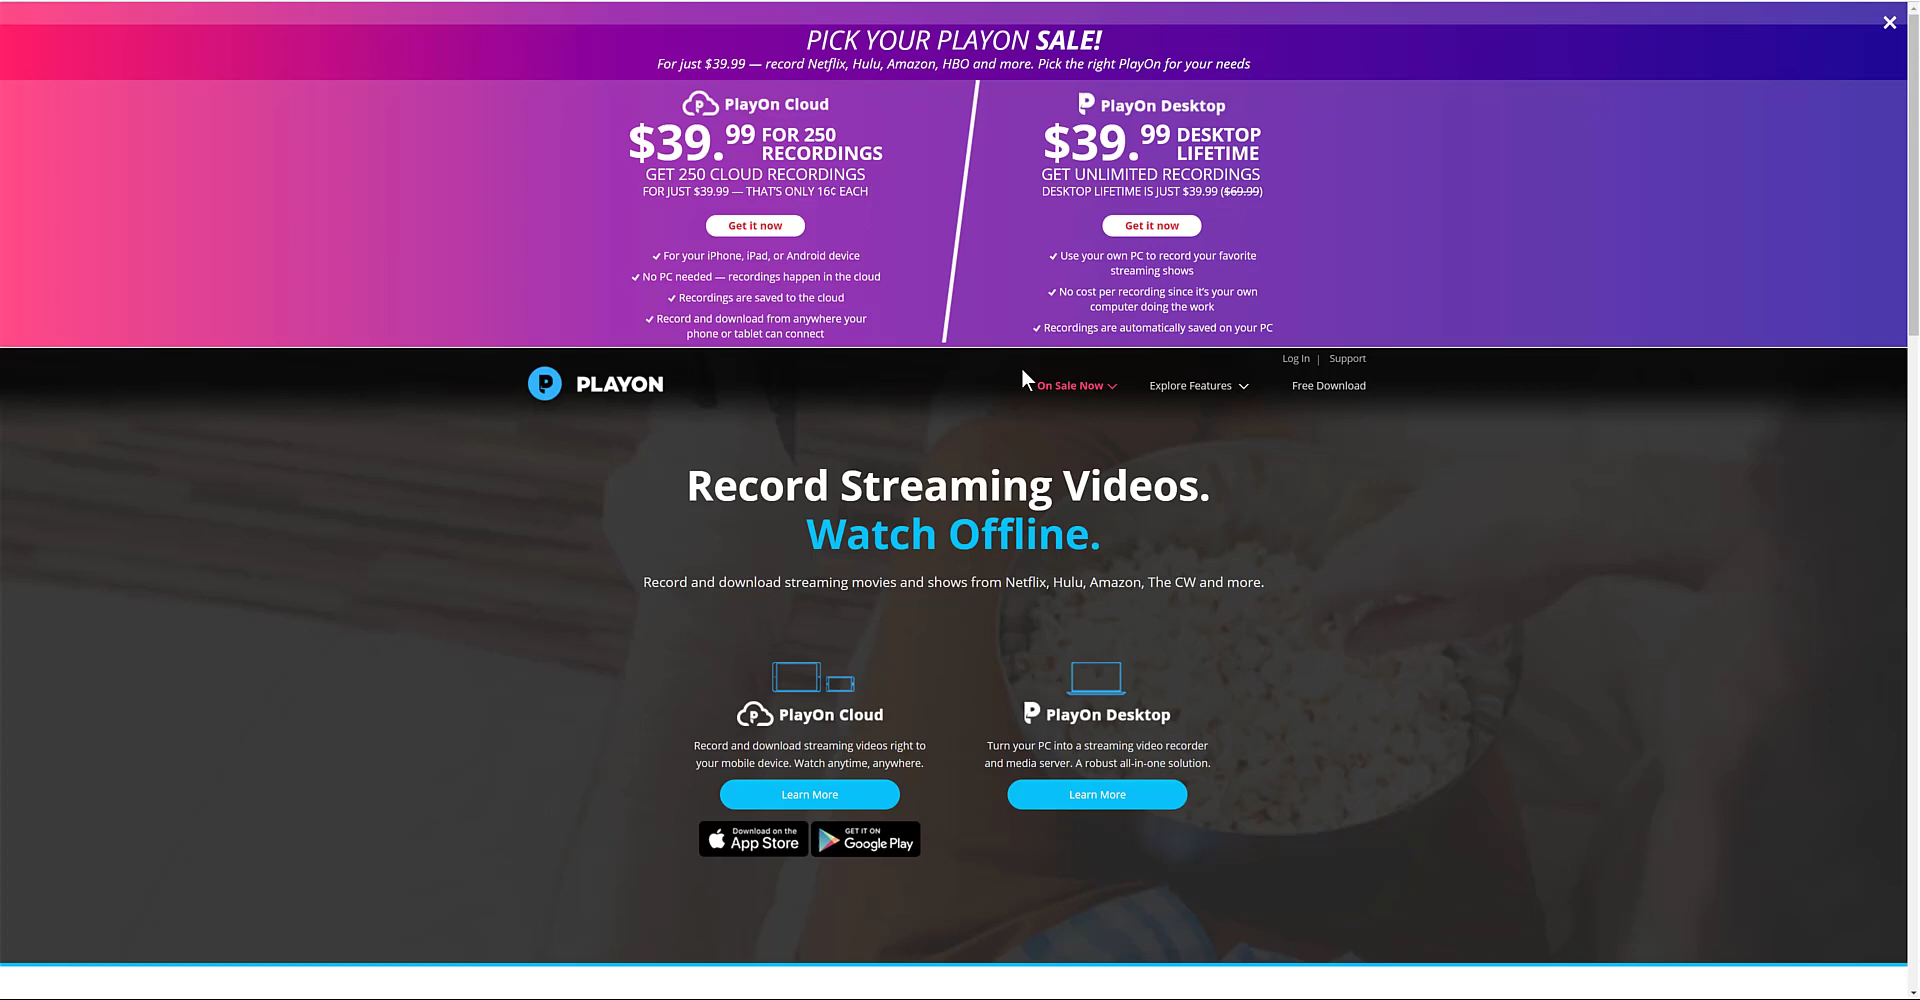 PICK YOUR PLAYON SALE!
For just $39.99 — record Netflix, Hulu, Amazon, HBO and more. Pick the right PlayOn for your needs
PlayOn Cloud
$39.99 FOR 250
RECORDINGS
GET 250 CLOUD RECORDINGS
FOR JUST $39.99 — THAT'S ONLY 16¢ EACH
Get it now
✓ For your iPhone, iPad, or Android device
✓ No PC needed — recordings happen in the cloud
✓ Recordings are saved to the cloud
✓ Record and download from anywhere your
phone or tablet can connect
PlayOn Desktop
$39.99 DESKTOP
LIFETIME
GET UNLIMITED RECORDINGS
DESKTOP LIFETIME IS JUST $39.99 ($69.99)
Get it now
✓ Use your own PC to record your favorite
streaming shows
✓ No cost per recording since it's your own
computer doing the work
✓ Recordings are automatically saved on your PC
Log In | Support
PLAYON
On Sale Now
Explore Features
Free Download
Record Streaming Videos.
Watch Offline.
Record and download streaming movies and shows from Netflix, Hulu, Amazon, The CW and more.
PlayOn Cloud
Record and download streaming videos right to
your mobile device. Watch anytime, anywhere.
Learn More
Download on the
App Store
GET IT ON
Google Play
PlayOn Desktop
Turn your PC into a streaming video recorder
and media server. A robust all-in-one solution.
Learn More